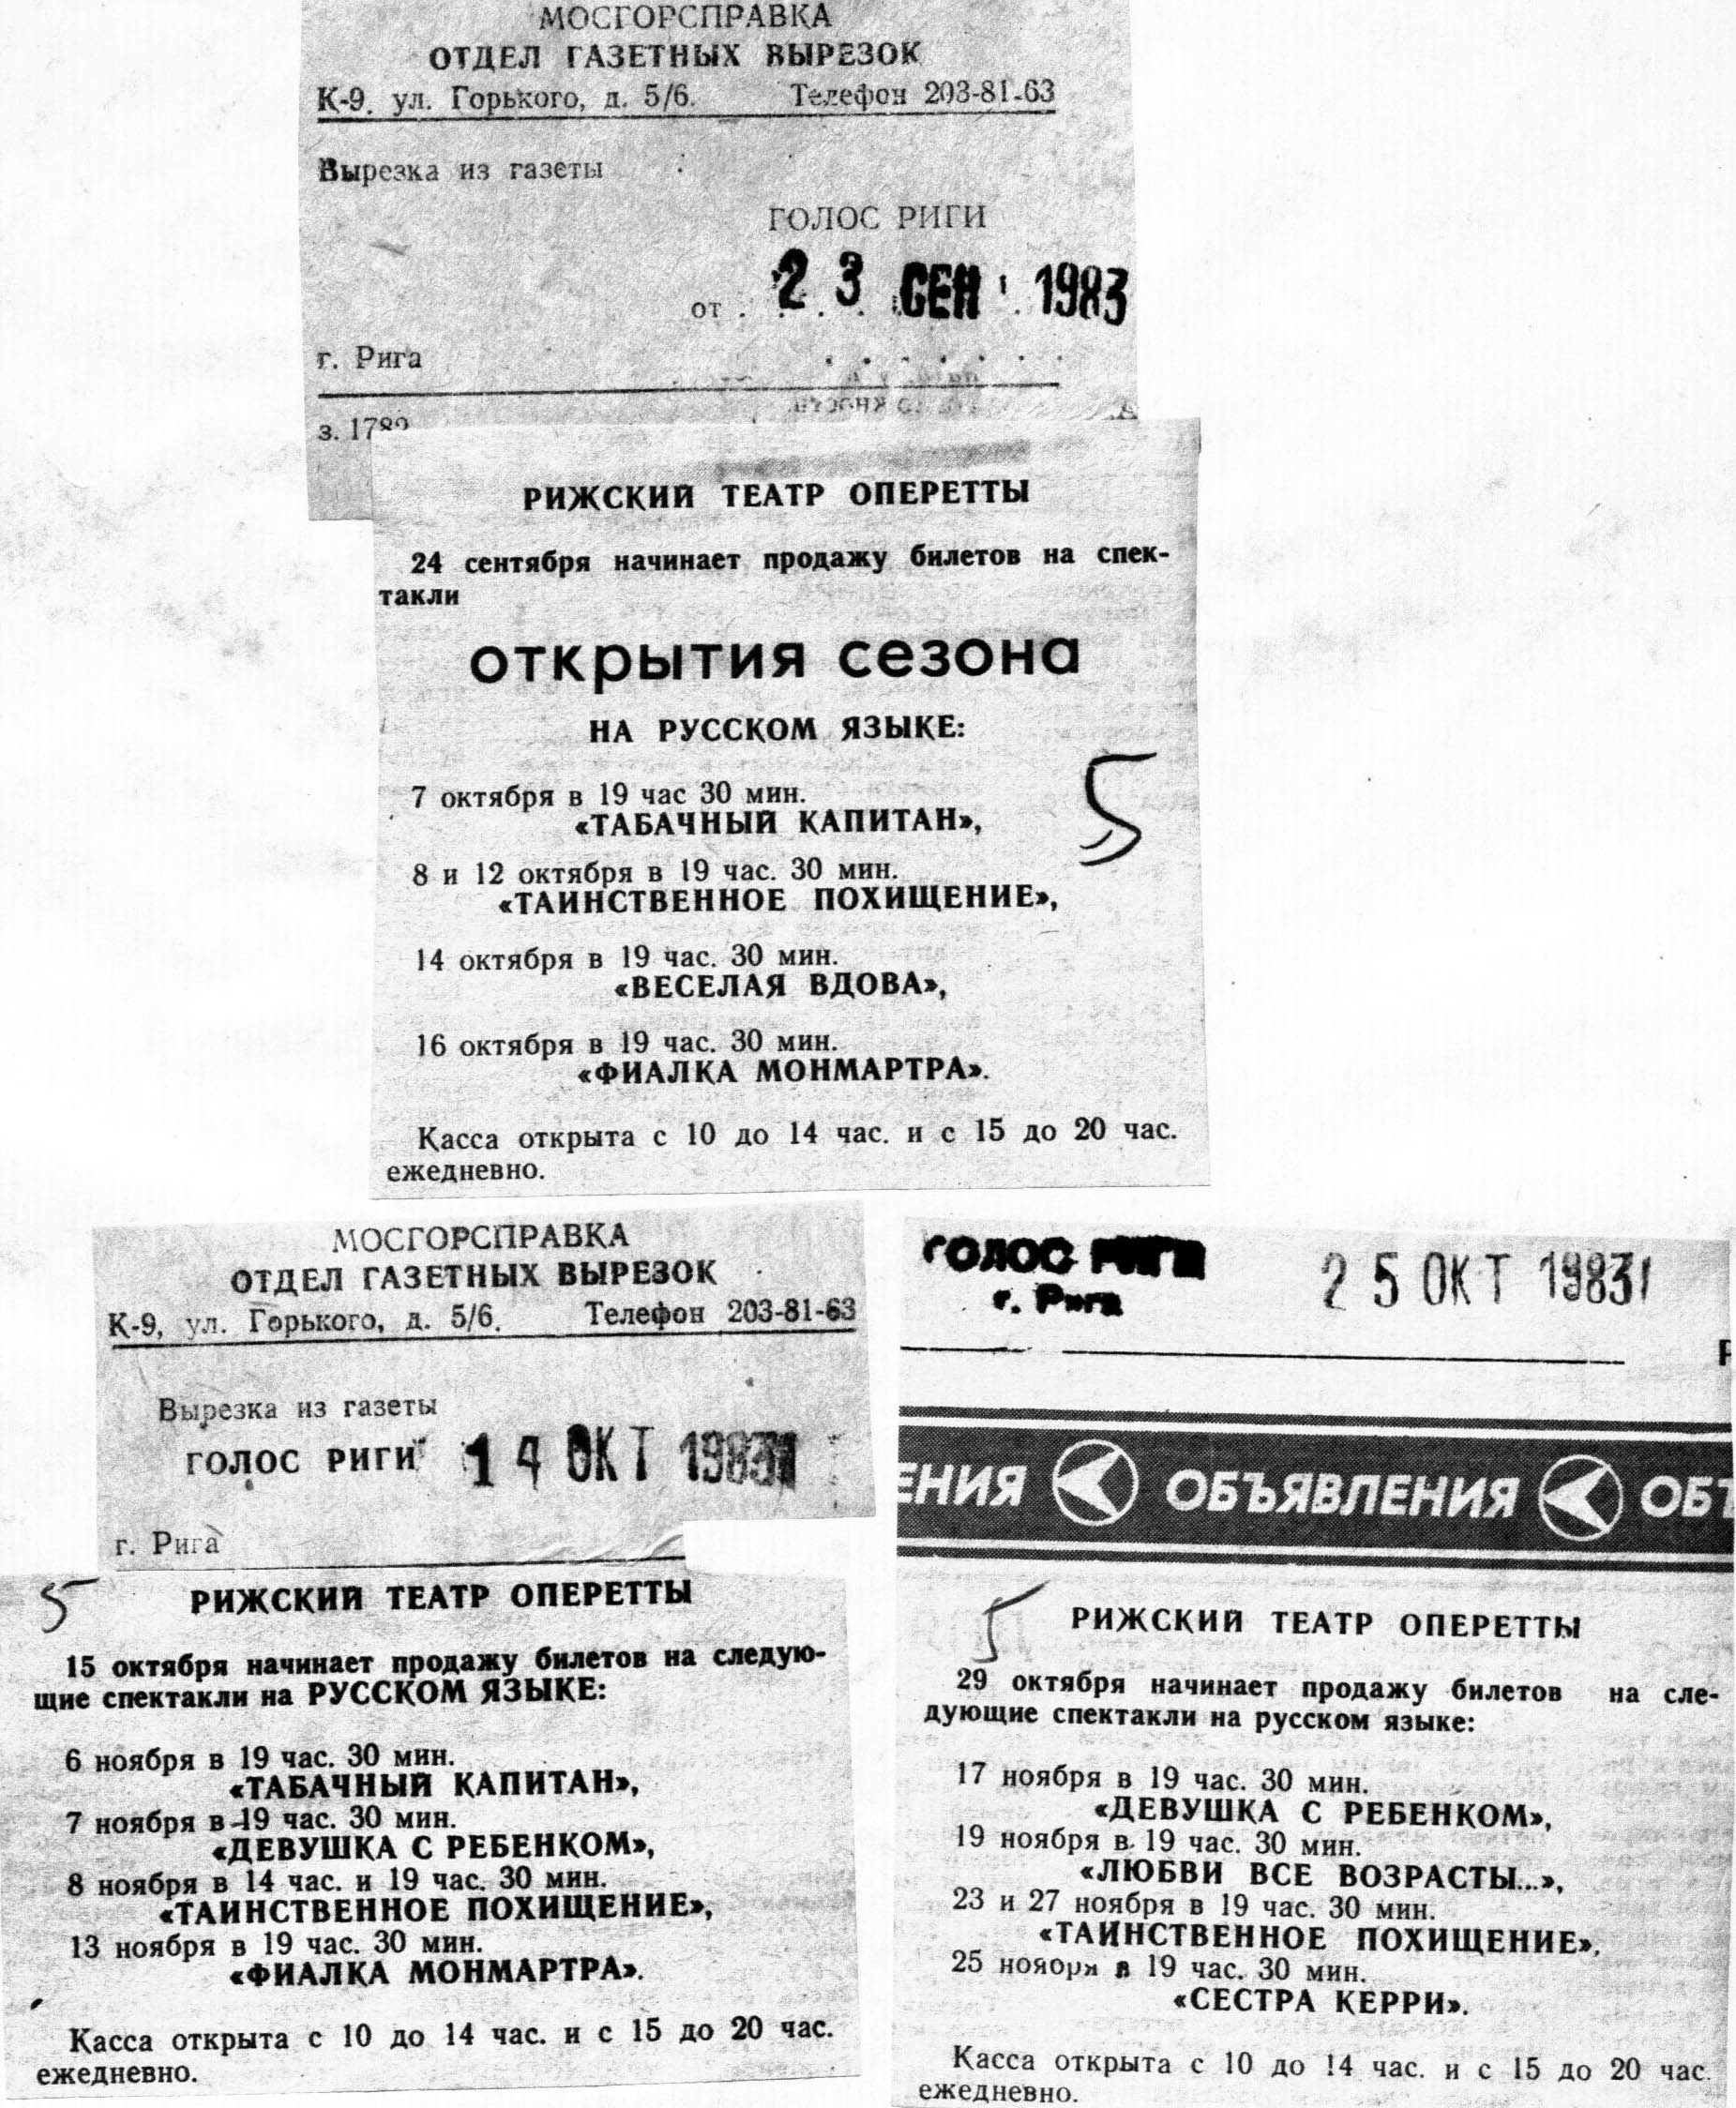 МОСГОРСПРАВКА
ОТДЕЛ ГАЗЕТНЫХ ВЫРЕЗОК
К-9. ул. Горького, д. 5/6. Телефон 203-81-63
Вырезка из газеты
ГОЛОС РИГИ
от 23 СЕН 1983
г. Рига
з. 1782
РИЖСКИЙ ТЕАТР ОПЕРЕТТЫ
24 сентября начинает продажу билетов на спек-
такли
открытия сезона
НА РУССКОМ ЯЗЫКЕ:
5
7 октября в 19 час 30 мин.
«ТАБАЧНЫЙ КАПИТАН»,
8 и 12 октября в 19 час. 30 мин.
«ТАИНСТВЕННОЕ ПОХИЩЕНИЕ»,
14 октября в 19 час. 30 мин.
«ВЕСЕЛАЯ ВДОВА»,
16 октября в 19 час. 30 мин.
«ФИАЛКА МОНМАРТРА».
Касса открыта с 10 до 14 час. и с 15 до 20 час.
ежедневно.
МОСГОРСПРАВКА
ОТДЕЛ ГАЗЕТНЫХ ВЫРЕЗОК
К-9, ул. Горького, д. 5/6. Телефон 203-81-63
Вырезка из газеты
ГОЛОС РИГИ 14 ОКТ 1983
г. Рига
5
РИЖСКИЙ ТЕАТР ОПЕРЕТТЫ
15 октября начинает продажу билетов на следую-
щие спектакли на РУССКОМ ЯЗЫКЕ:
6 ноября в 19 час. 30 мин.
«ТАБАЧНЫЙ КАПИТАН»,
7 ноября в 19 час. 30 мин.
«ДЕВУШКА С РЕБЕНКОМ»,
8 ноября в 14 час. и 19 час. 30 мин.
«ТАИНСТВЕННОЕ ПОХИЩЕНИЕ»,
13 ноября в 19 час. 30 мин.
«ФИАЛКА МОНМАРТРА».
Касса открыта с 10 до 14 час. и с 15 до 20 час.
ежедневно.
ГОЛОС РИГИ 25 ОКТ 1983
г. Рига
ЕНИЯ ОБЪЯВЛЕНИЯ ОБЪ
5
РИЖСКИЙ ТЕАТР ОПЕРЕТТЫ
29 октября начинает продажу билетов на сле-
дующие спектакли на русском языке:
17 ноября в 19 час. 30 мин.
«ДЕВУШКА С РЕБЕНКОМ»,
19 ноября в 19 час. 30 мин.
«ЛЮБВИ ВСЕ ВОЗРАСТЫ...»,
23 и 27 ноября в 19 час. 30 мин.
«ТАИНСТВЕННОЕ ПОХИЩЕНИЕ»,
25 ноября в 19 час. 30 мин.
«СЕСТРА КЕРРИ».
Касса открыта с 10 до 14 час. и с 15 до 20 час.
ежедневно.